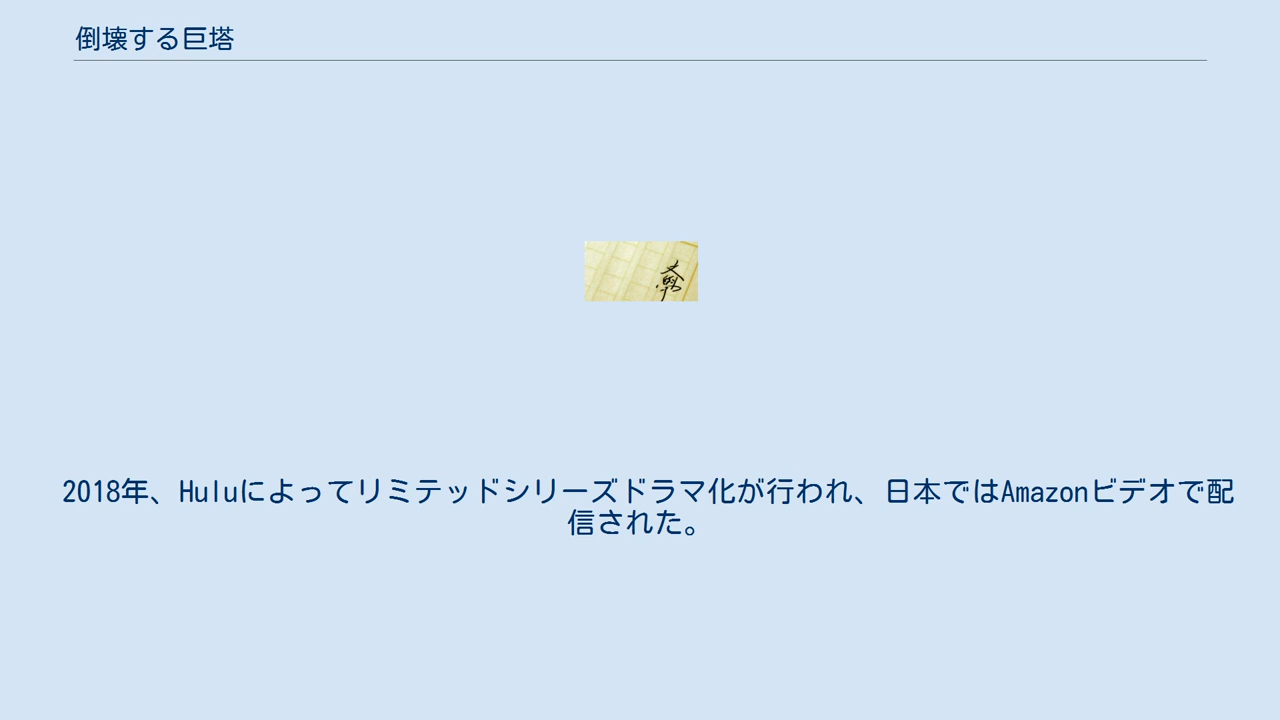 倒壊する巨塔
2018年、Huluによってリミテッドシリーズドラマ化が行われ、日本ではAmazonビデオで配
信された。